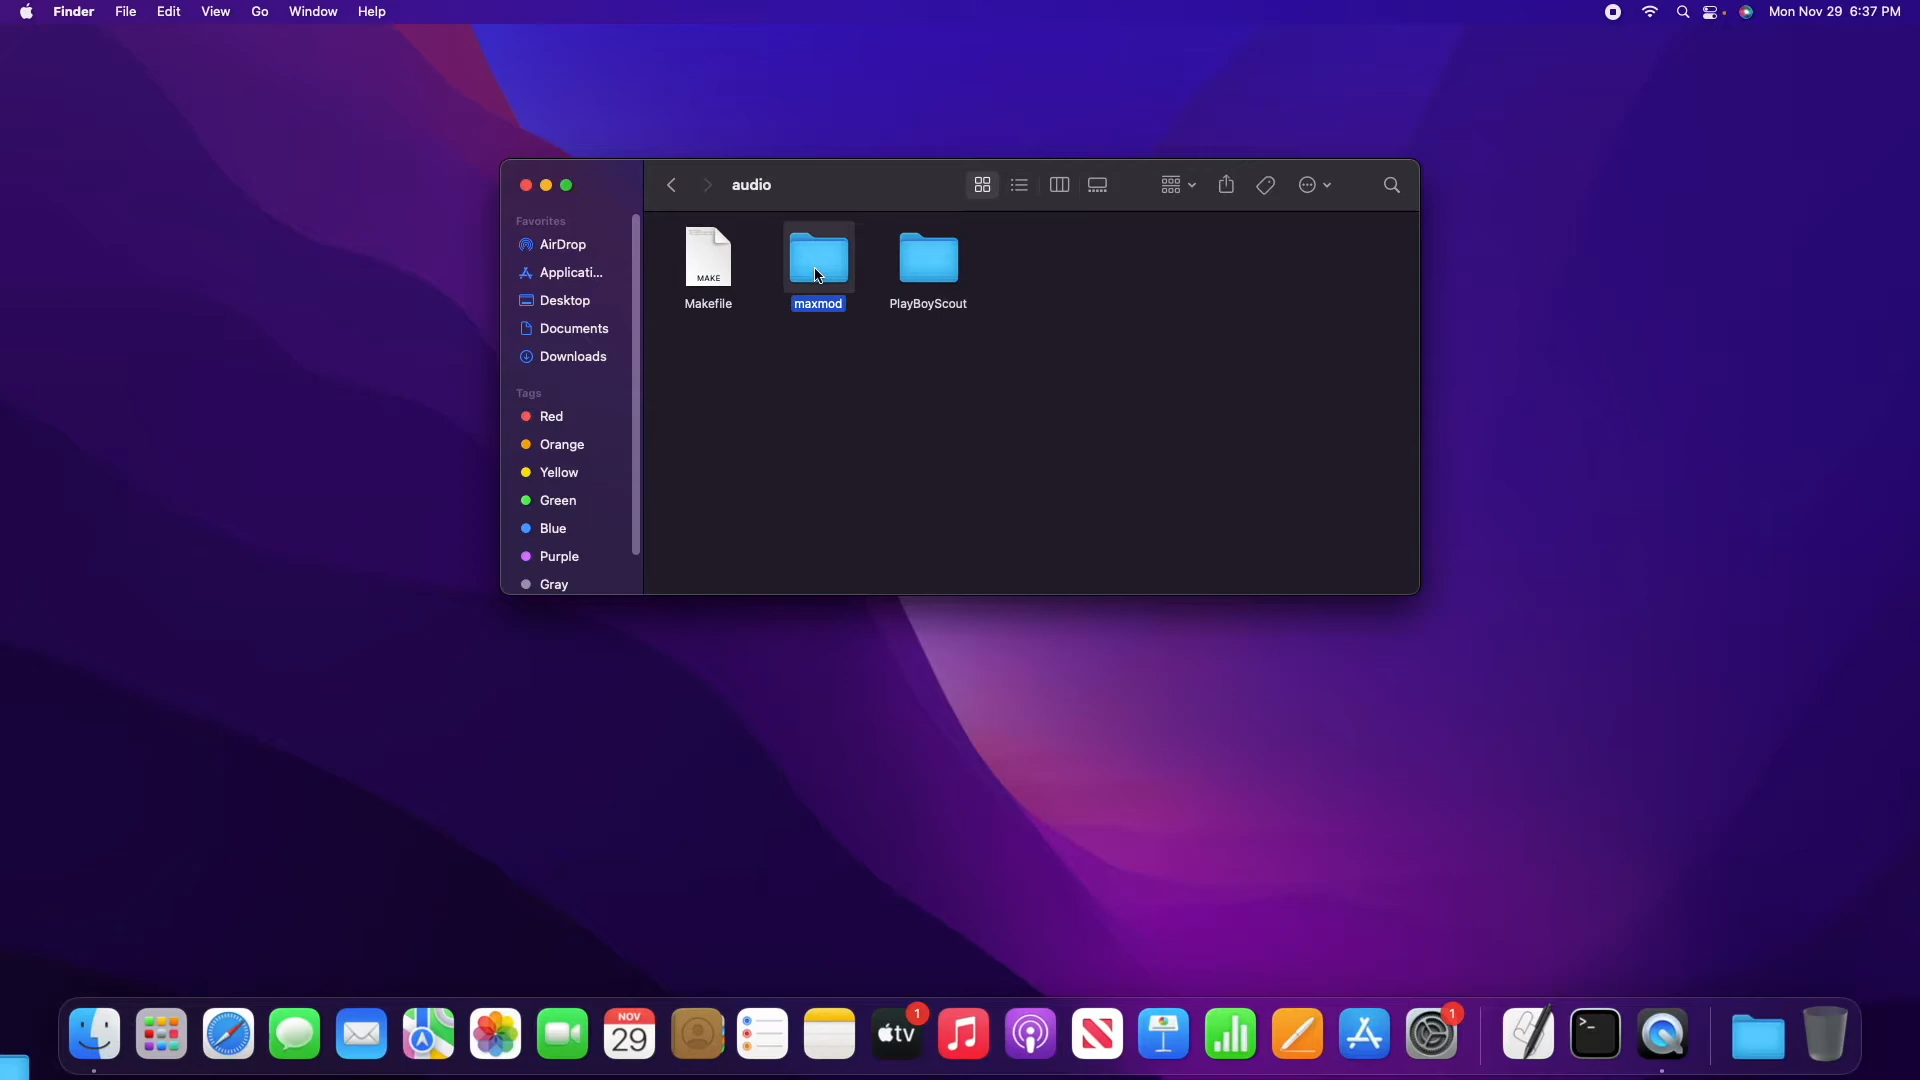 Finder File Edit View Go Window Help Mon Nov 29 6:37 PM
audio
Favorites
AirDrop
Applicati...
Desktop
Documents
Downloads
Tags
Red
Orange
Yellow
Green
Blue
Purple
Gray
MAKE
Makefile maxmod PlayBoyScout
NOV
29
tv
1
1
>_